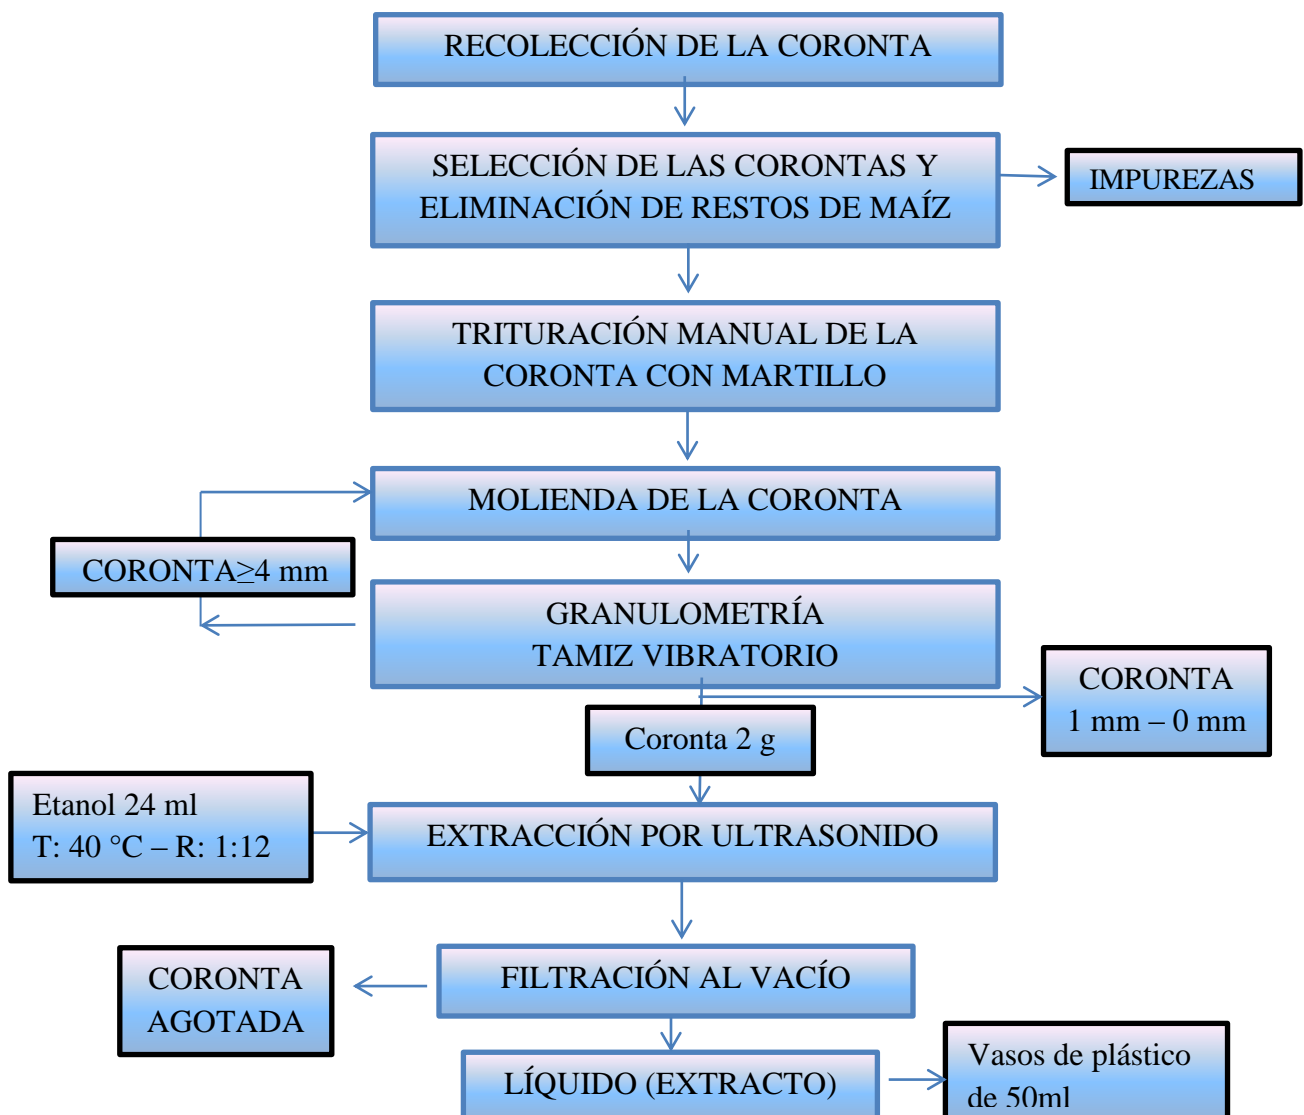 RECOLECCIÓN DE LA CORONTA
SELECCIÓN DE LAS CORONTAS Y
ELIMINACIÓN DE RESTOS DE MAÍZ
IMPUREZAS
TRITURACIÓN MANUAL DE LA
CORONTA CON MARTILLO
MOLIENDA DE LA CORONTA
CORONTA≥4 mm
GRANULOMETRÍA
TAMIZ VIBRATORIO
CORONTA
1 mm – 0 mm
Coronta 2 g
Etanol 24 ml
T: 40 °C – R: 1:12
EXTRACCIÓN POR ULTRASONIDO
FILTRACIÓN AL VACÍO
CORONTA
AGOTADA
LÍQUIDO (EXTRACTO)
Vasos de plástico
de 50ml